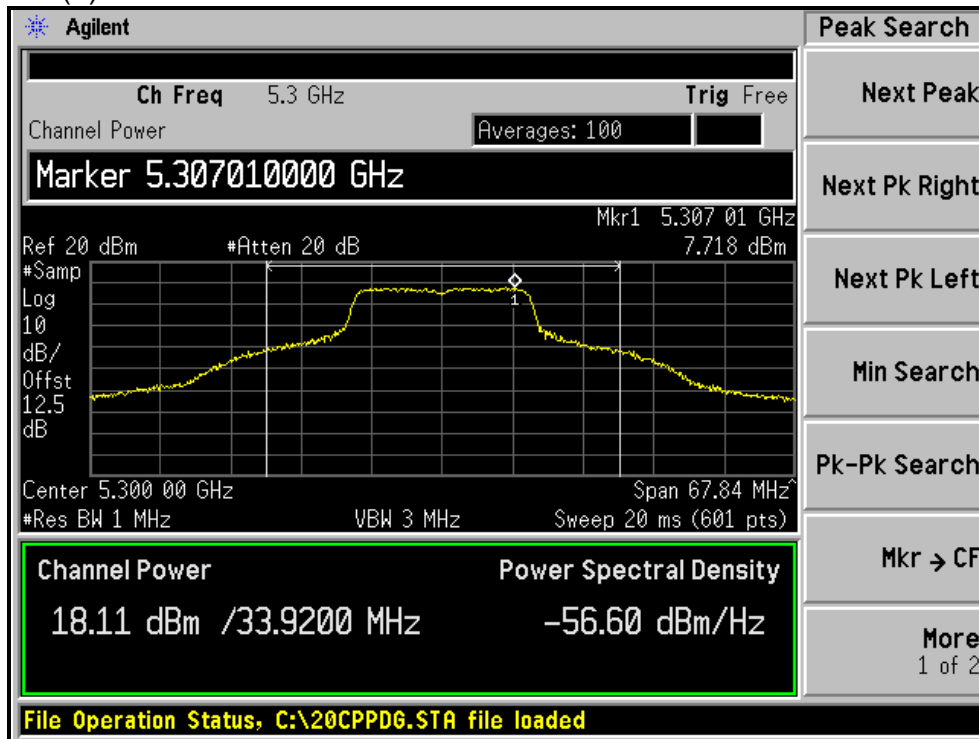 Agilent
Peak Search
Ch Freq 5.3 GHz Trig Free
Channel Power Averages: 100
Marker 5.307010000 GHz
Mkr1 5.307 01 GHz
Ref 20 dBm #Atten 20 dB 7.718 dBm
#Samp
Log
10
dB/
Offst
12.5
dB
1
Center 5.300 00 GHz Span 67.84 MHz^
#Res BW 1 MHz VBW 3 MHz Sweep 20 ms (601 pts)
Channel Power Power Spectral Density
18.11 dBm /33.9200 MHz -56.60 dBm/Hz
File Operation Status, C:\20CPPDG.STA file loaded
Next Peak
Next Pk Right
Next Pk Left
Min Search
Pk-Pk Search
Mkr → CF
More
1 of 2